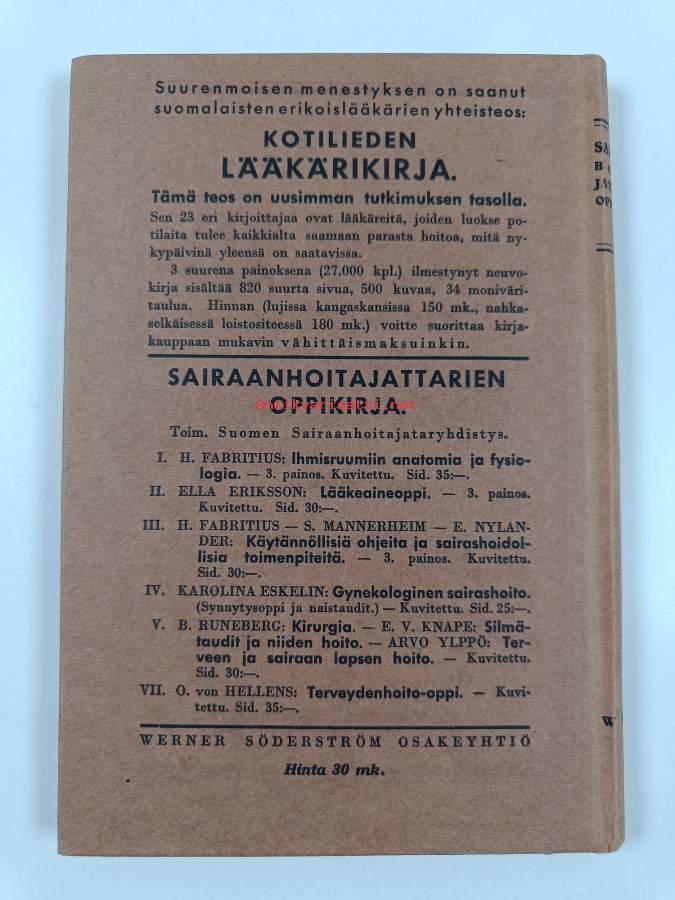 Suurenmoisen menestyksen on saanut
suomalaisten erikoislääkärien yhteisteos:
KOTILIEDEN
LÄÄKÄRIKIRJA.
Tämä teos on uusimman tutkimuksen tasolla.
Sen 23 eri kirjoittajaa ovat lääkäreitä, joiden luokse po-
tilaita tulee kaikkialta saamaan parasta hoitoa, mitä ny-
kypäivinä yleensä on saatavissa.
3 suurena painoksena (27.000 kpl.) ilmestynyt neuvo-
kirja sisältää 820 suurta sivua, 500 kuvaa, 34 moniväri-
taulua. Hinnan (lujissa kangaskansissa 150 mk., nahka-
selkäisessä loistositeessä 180 mk.) voitte suorittaa kirja-
kauppaan mukavin vähittäismaksuinkin.
SAIRAANHOITAJATTARIEN
OPPIKIRJA.
Antikvariaatti.net
Toim. Suomen Sairaanhoitajataryhdistys.
I. H. FABRITIUS: Ihmisruumiin anatomia ja fysio-
logia. — 3. painos. Kuvitettu. Sid. 35:—.
II. ELLA ERIKSSON: Lääkeaineoppi. — 3. painos.
Kuvitettu. Sid. 30:—.
III. H. FABRITIUS — S. MANNERHEIM — E. NYLAN-
DER: Käytännöllisiä ohjeita ja sairashoidol-
lisia toimenpiteitä. — 3. painos. Kuvitettu.
Sid. 30:—.
IV. KAROLINA ESKELIN: Gynekologinen sairashoito.
(Synnytysoppi ja naistaudit.) — Kuvitettu. Sid. 25:—.
V. B. RUNEBERG: Kirurgia. — E. V. KNAPE: Silmä-
taudit ja niiden hoito. — ARVO YLPPÖ: Ter-
veen ja sairaan lapsen hoito. — Kuvitettu.
Sid. 30:—.
VII. O. von HELLENS: Terveydenhoito-oppi. — Kuvi-
tettu. Sid. 35:—.
WERNER SÖDERSTRÖM OSAKEYHTIÖ
Hinta 30 mk.